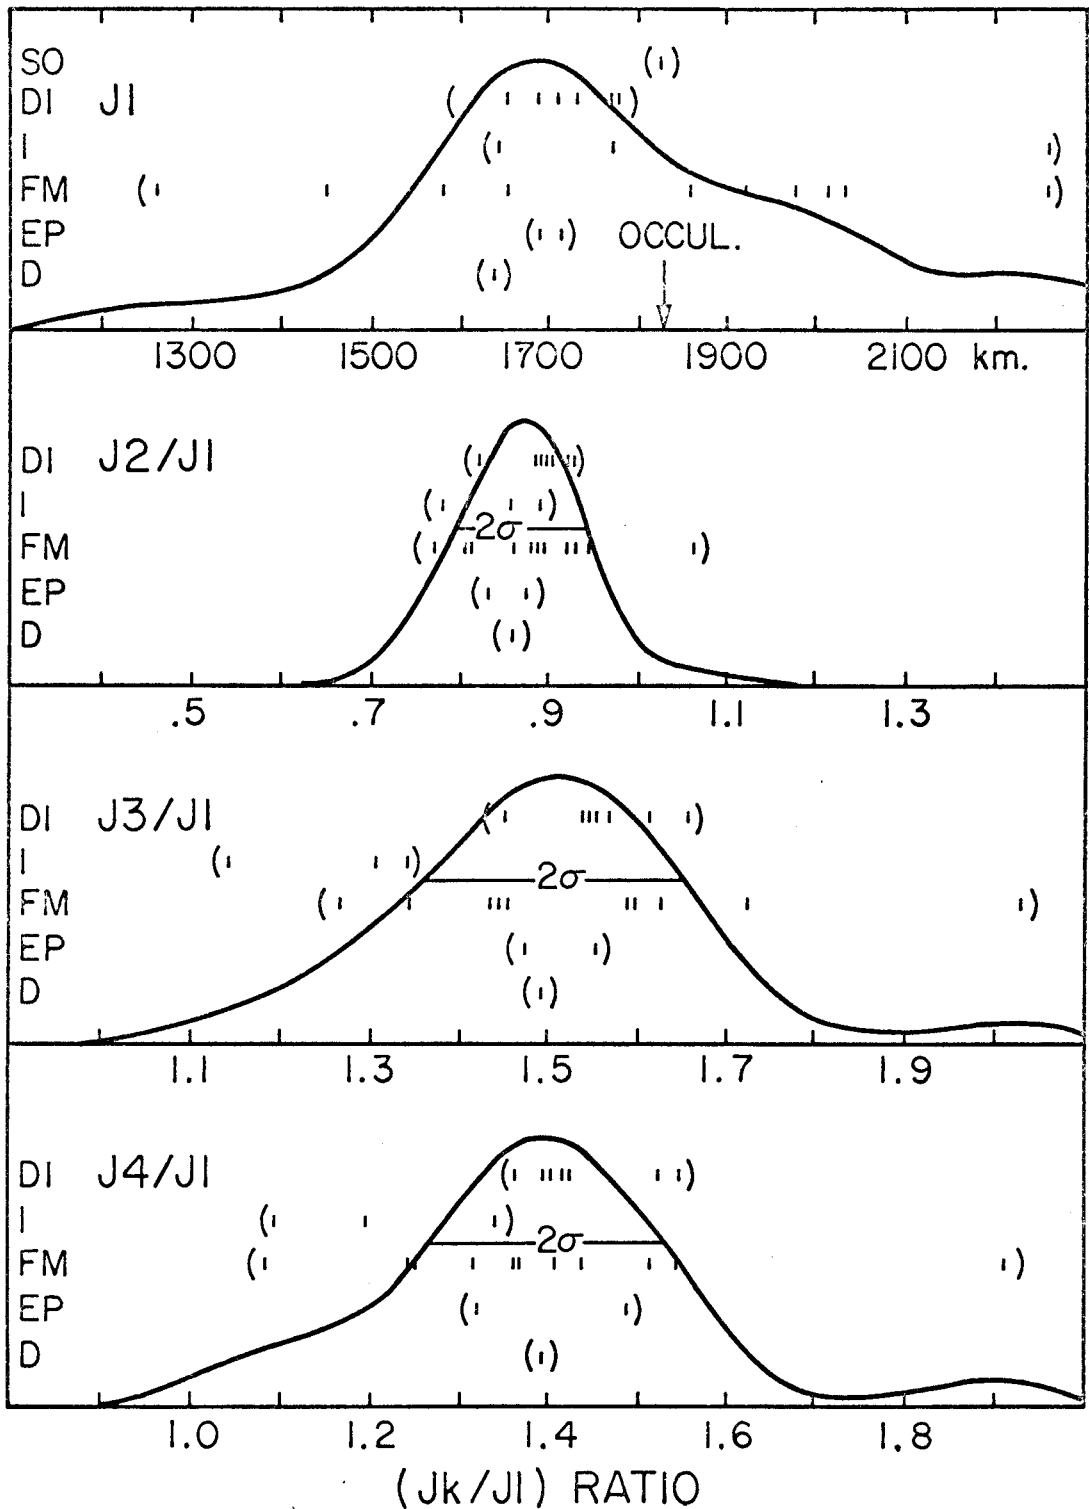 SO
DI J1
I
FM
EP OCCUL.
D
1300 1500 1700 1900 2100 km.
DI J2/J1
I
2σ
FM
EP
D
.5 .7 .9 1.1 1.3
DI J3/J1
I
2σ
FM
EP
D
1.1 1.3 1.5 1.7 1.9
DI J4/J1
I
2σ
FM
EP
D
1.0 1.2 1.4 1.6 1.8
(Jk/J1) RATIO